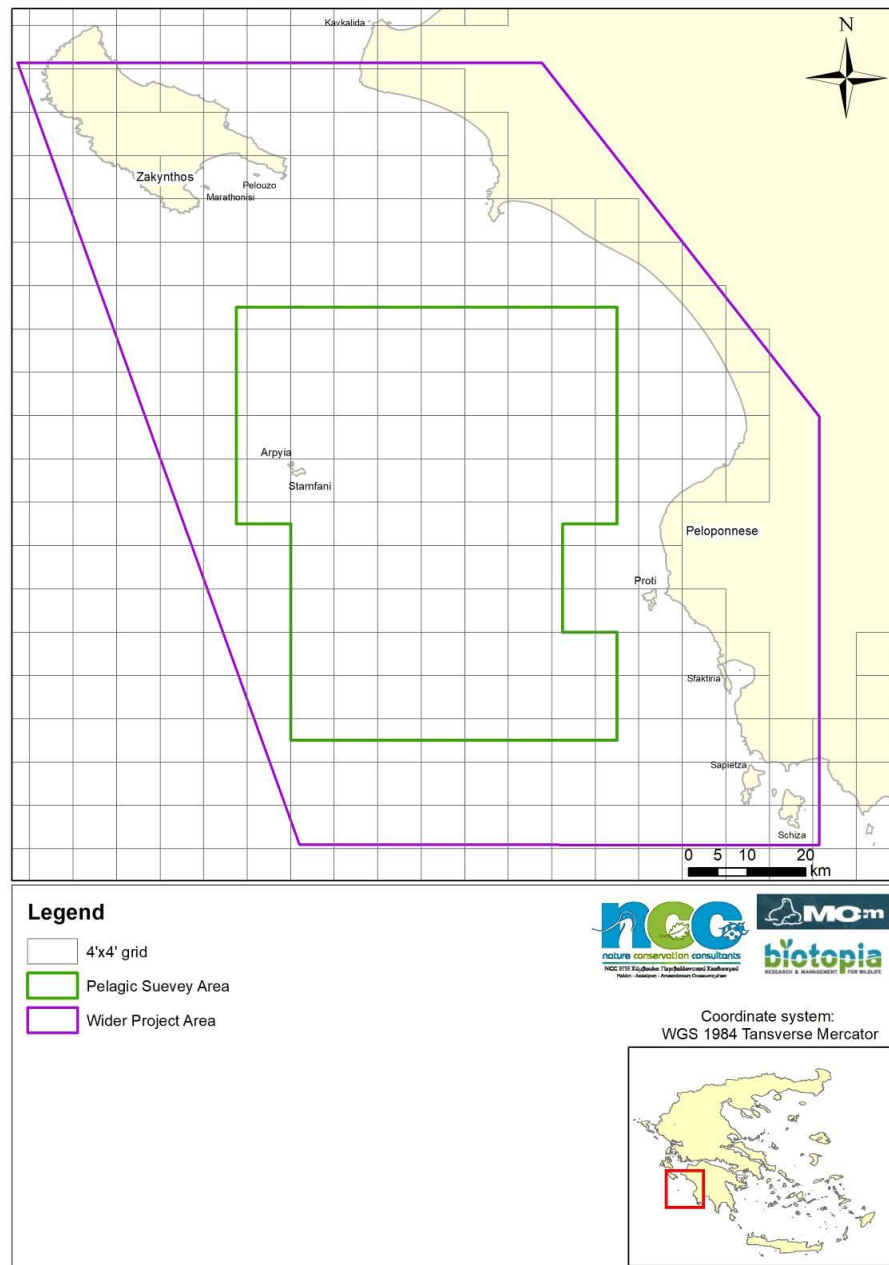 Kavkalida
N
Zakynthos
Pelouzo
Marathonisi
Arpyia
Stamfani
Peloponnese
Proti
Sfaktiria
Sapietza
Schiza
0 5 10 20
km
Legend
4'x4' grid
Pelagic Suevey Area
Wider Project Area
ncc
nature conservation consultants
MOm
biotopia
RESEARCH & MANAGEMENT FOR WILDLIFE
Coordinate system:
WGS 1984 Tansverse Mercator